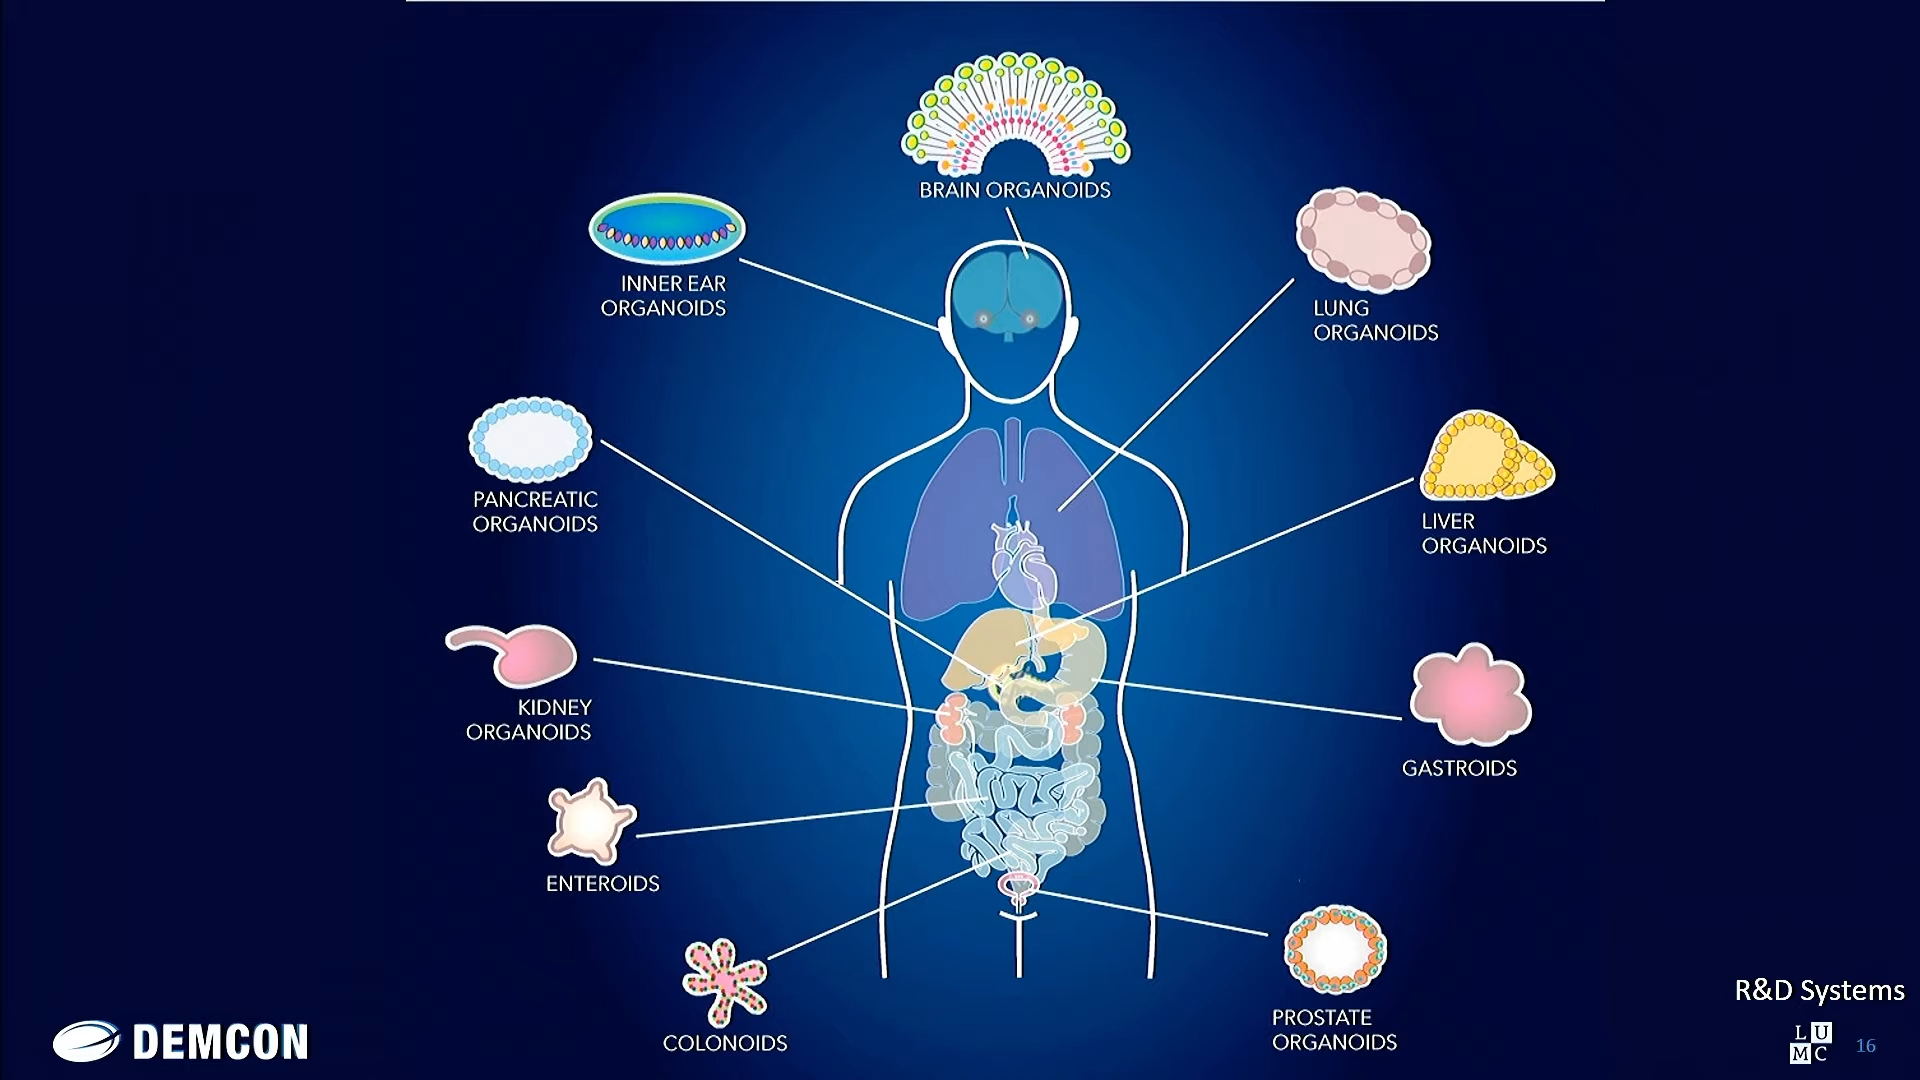 BRAIN ORGANOIDS
INNER EAR
ORGANOIDS
LUNG
ORGANOIDS
PANCREATIC
ORGANOIDS
LIVER
ORGANOIDS
KIDNEY
ORGANOIDS
GASTROIDS
ENTEROIDS
COLONOIDS
PROSTATE
ORGANOIDS
R&D Systems
DEMCON
L U
M C
16